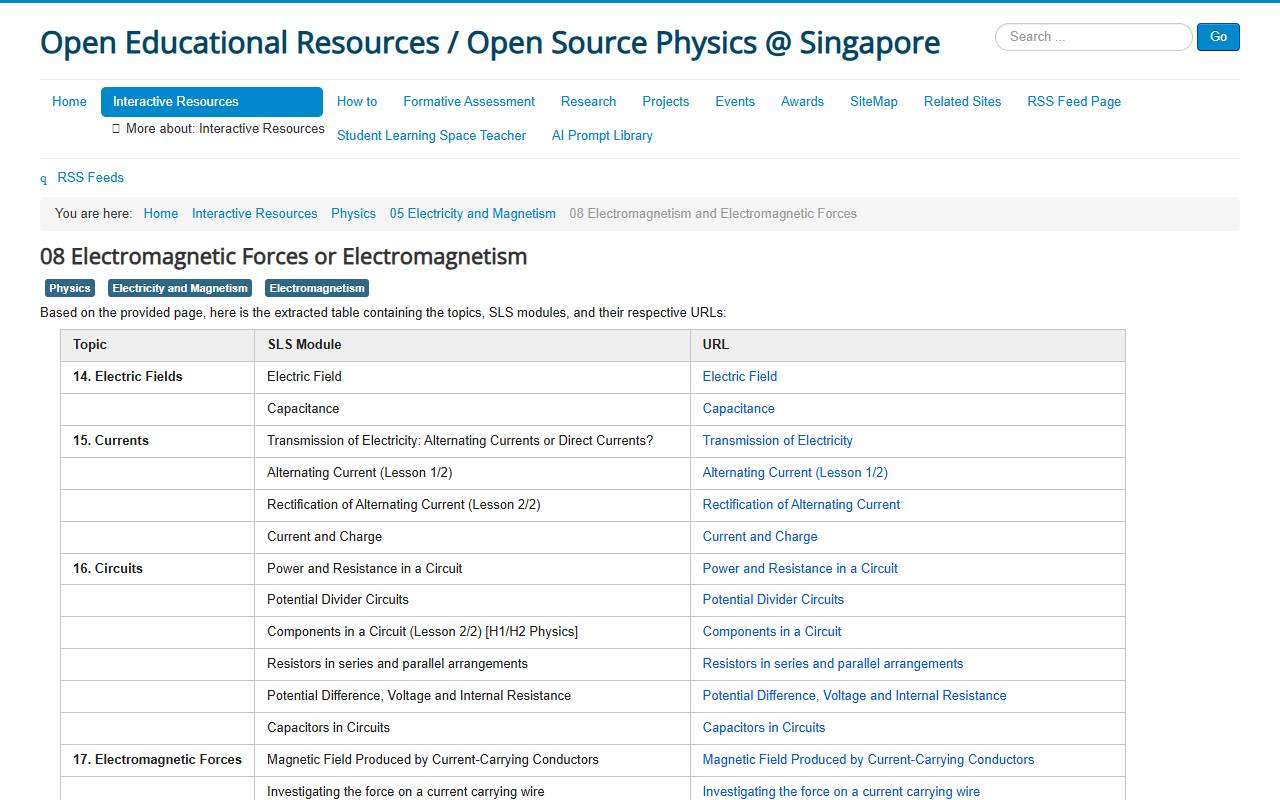 Open Educational Resources / Open Source Physics @ Singapore
Search ...
Go
Home
Interactive Resources
How to
Formative Assessment
Research
Projects
Events
Awards
SiteMap
Related Sites
RSS Feed Page
More about: Interactive Resources
Student Learning Space Teacher
AI Prompt Library
q RSS Feeds
You are here: Home Interactive Resources Physics 05 Electricity and Magnetism 08 Electromagnetism and Electromagnetic Forces
08 Electromagnetic Forces or Electromagnetism
Physics Electricity and Magnetism Electromagnetism
Based on the provided page, here is the extracted table containing the topics, SLS modules, and their respective URLs:
Topic SLS Module URL
14. Electric Fields Electric Field Electric Field
Capacitance Capacitance
15. Currents Transmission of Electricity: Alternating Currents or Direct Currents? Transmission of Electricity
Alternating Current (Lesson 1/2) Alternating Current (Lesson 1/2)
Rectification of Alternating Current (Lesson 2/2) Rectification of Alternating Current
Current and Charge Current and Charge
16. Circuits Power and Resistance in a Circuit Power and Resistance in a Circuit
Potential Divider Circuits Potential Divider Circuits
Components in a Circuit (Lesson 2/2) [H1/H2 Physics] Components in a Circuit
Resistors in series and parallel arrangements Resistors in series and parallel arrangements
Potential Difference, Voltage and Internal Resistance Potential Difference, Voltage and Internal Resistance
Capacitors in Circuits Capacitors in Circuits
17. Electromagnetic Forces Magnetic Field Produced by Current-Carrying Conductors Magnetic Field Produced by Current-Carrying Conductors
Investigating the force on a current carrying wire Investigating the force on a current carrying wire